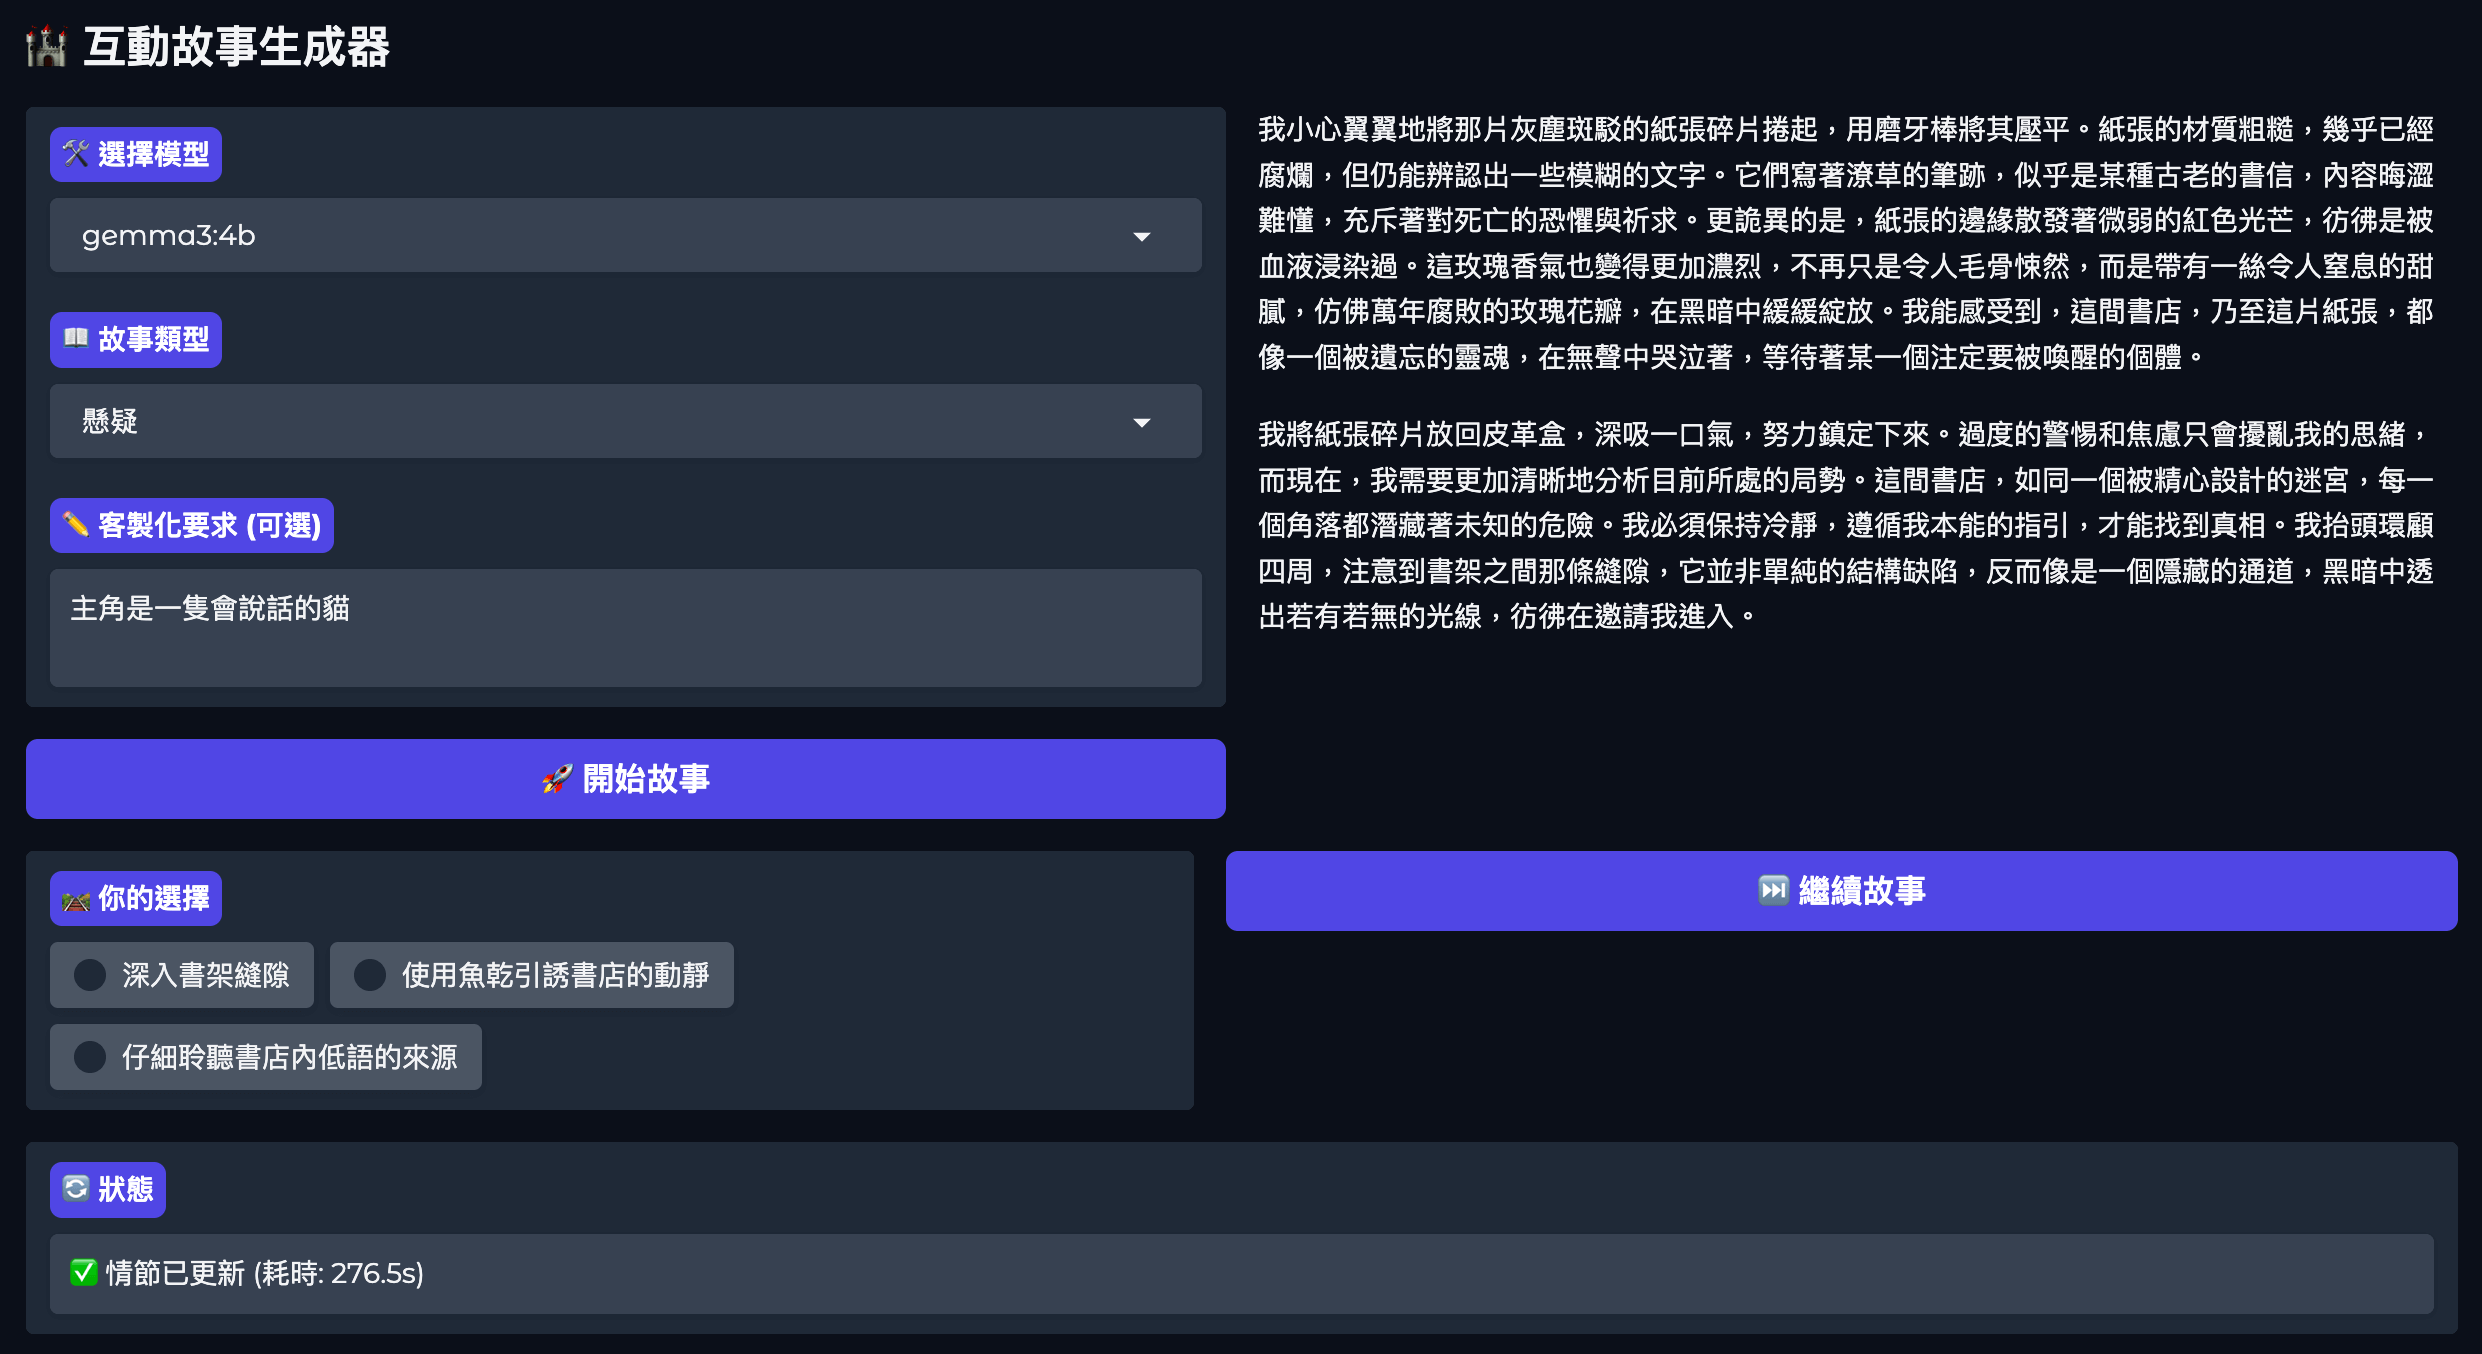 互動故事生成器
選擇模型
gemma3:4b
故事類型
懸疑
客製化要求 (可選)
主角是一隻會說話的貓
開始故事
我小心翼翼地將那片灰塵斑駁的紙張碎片捲起，用磨牙棒將其壓平。紙張的材質粗糙，幾乎已經
腐爛，但仍能辨認出一些模糊的文字。它們寫著潦草的筆跡，似乎是某種古老的書信，內容晦澀
難懂，充斥著對死亡的恐懼與祈求。更詭異的是，紙張的邊緣散發著微弱的紅色光芒，彷彿是被
血液浸染過。這玫瑰香氣也變得更加濃烈，不再只是令人毛骨悚然，而是帶有一絲令人窒息的甜
膩，仿佛萬年腐敗的玫瑰花瓣，在黑暗中緩緩綻放。我能感受到，這間書店，乃至這片紙張，都
像一個被遺忘的靈魂，在無聲中哭泣著，等待著某一個注定要被喚醒的個體。
我將紙張碎片放回皮革盒，深吸一口氣，努力鎮定下來。過度的警惕和焦慮只會擾亂我的思緒，
而現在，我需要更加清晰地分析目前所處的局勢。這間書店，如同一個被精心設計的迷宮，每一
個角落都潛藏著未知的危險。我必須保持冷靜，遵循我本能的指引，才能找到真相。我抬頭環顧
四周，注意到書架之間那條縫隙，它並非單純的結構缺陷，反而像是一個隱藏的通道，黑暗中透
出若有若無的光線，彷彿在邀請我進入。
你的選擇
深入書架縫隙
使用魚乾引誘書店的動靜
仔細聆聽書店內低語的來源
繼續故事
狀態
情節已更新 (耗時: 276.5s)